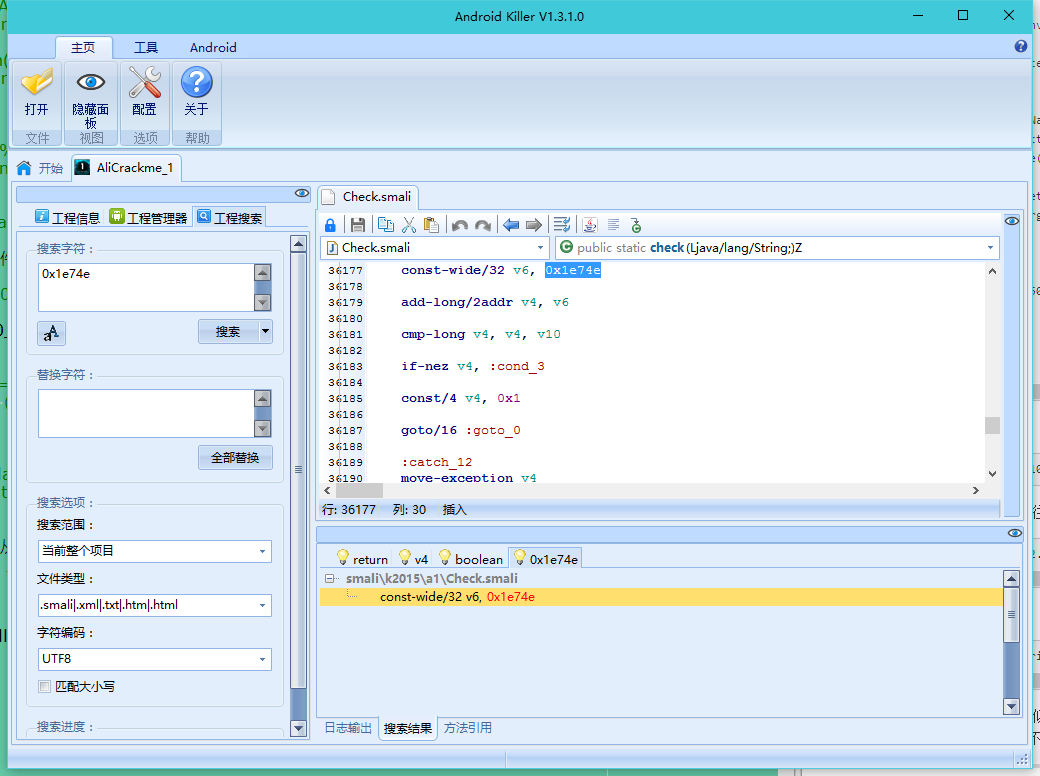 Android Killer V1.3.1.0
主页 工具 Android
打开 隐藏面板 配置 关于
文件 视图 选项 帮助
开始 AliCrackme_1
工程信息 工程管理器 工程搜索
搜索字符：
0x1e74e
搜索
替换字符：
全部替换
搜索选项：
搜索范围：
当前整个项目
文件类型：
.smali|.xml|.txt|.htm|.html
字符编码：
UTF8
匹配大小写
搜索进度：
Check.smali
Check.smali public static check(Ljava/lang/String;)Z
36177 const-wide/32 v6, 0x1e74e
36178
36179 add-long/2addr v4, v6
36180
36181 cmp-long v4, v4, v10
36182
36183 if-nez v4, :cond_3
36184
36185 const/4 v4, 0x1
36186
36187 goto/16 :goto_0
36188
36189 :catch_12
36190 move-exception v4
行: 36177 列: 30 插入
return v4 boolean 0x1e74e
smali\k2015\a1\Check.smali
const-wide/32 v6, 0x1e74e
日志输出 搜索结果 方法引用